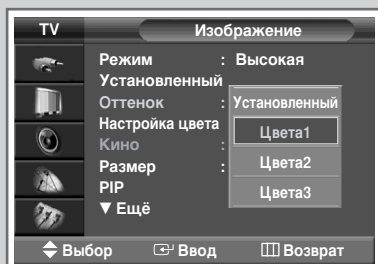 TV Изображение
Режим : Высокая
Установленный
Оттенок : Установленный
Настройка цвета Цвета1
Кино :
Размер : Цвета2
PIP Цвета3
▼ Ещё
Выбор Ввод Возврат